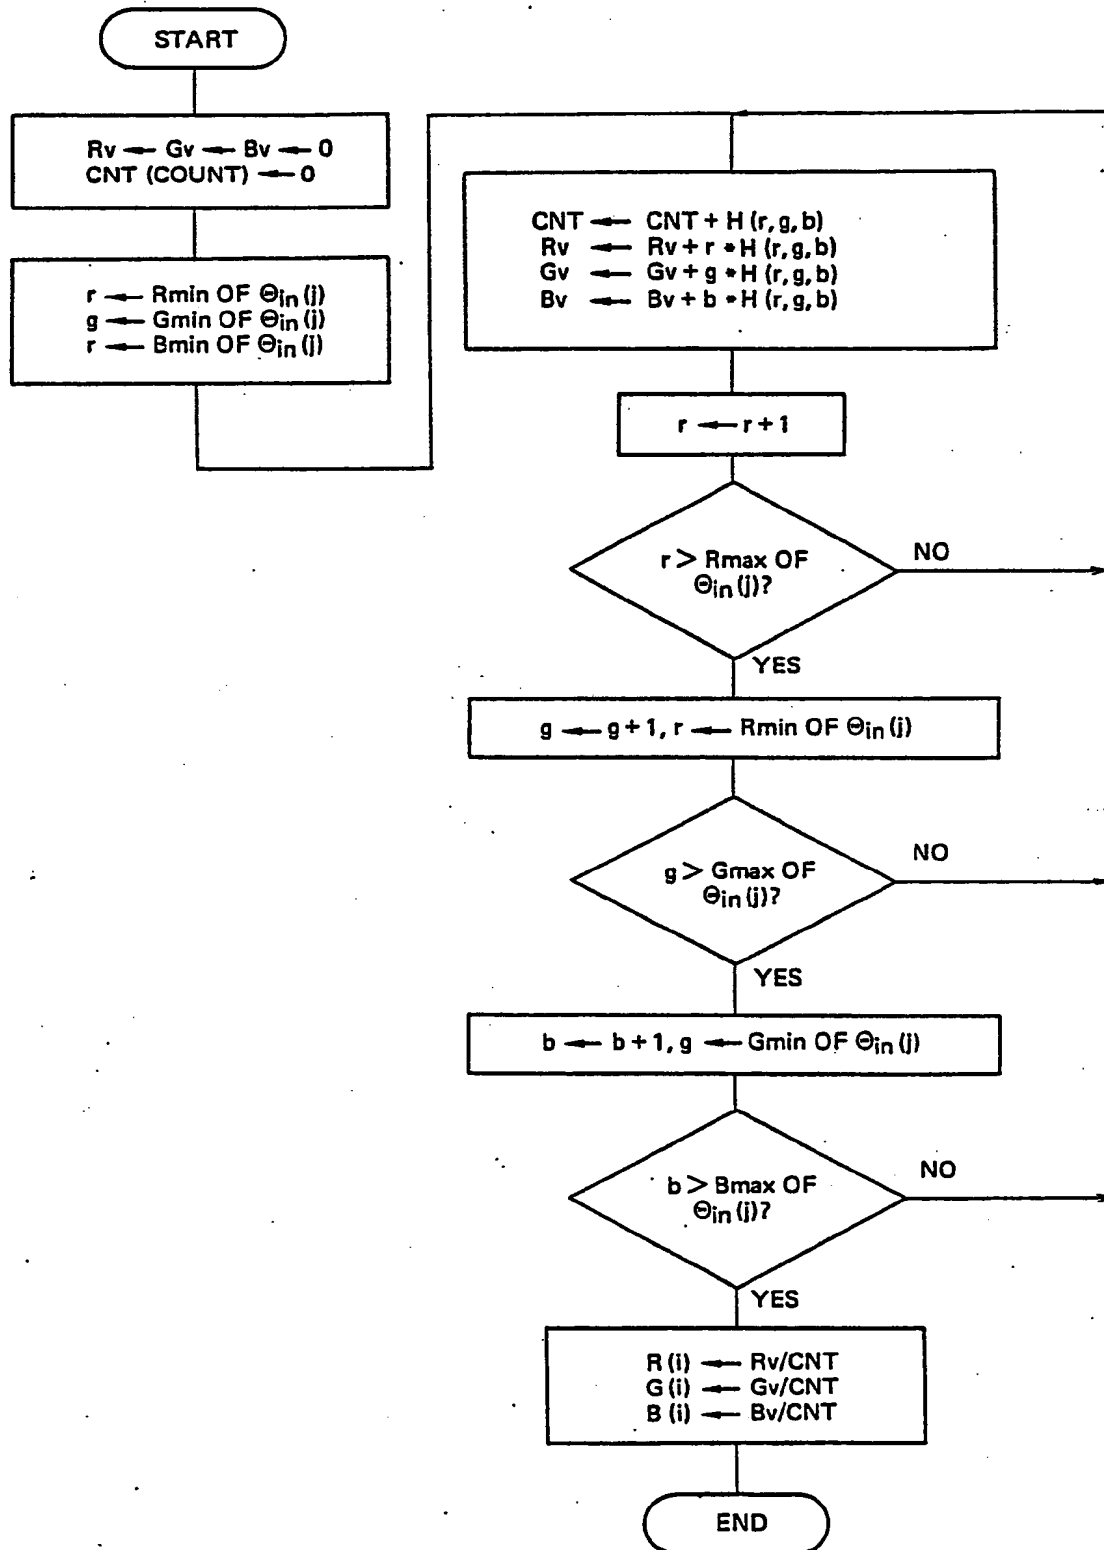 START
Rv ← Gv ← Bv ← 0
CNT (COUNT) ← 0
r ← Rmin OF Θin(j)
g ← Gmin OF Θin(j)
r ← Bmin OF Θin(j)
CNT ← CNT + H (r, g, b)
Rv ← Rv + r * H (r, g, b)
Gv ← Gv + g * H (r, g, b)
Bv ← Bv + b * H (r, g, b)
r ← r + 1
r > Rmax OF
Θin(j)?
NO
YES
g ← g + 1, r ← Rmin OF Θin(j)
g > Gmax OF
Θin(j)?
NO
YES
b ← b + 1, g ← Gmin OF Θin(j)
b > Bmax OF
Θin(j)?
NO
YES
R (i) ← Rv/CNT
G (i) ← Gv/CNT
B (i) ← Bv/CNT
END